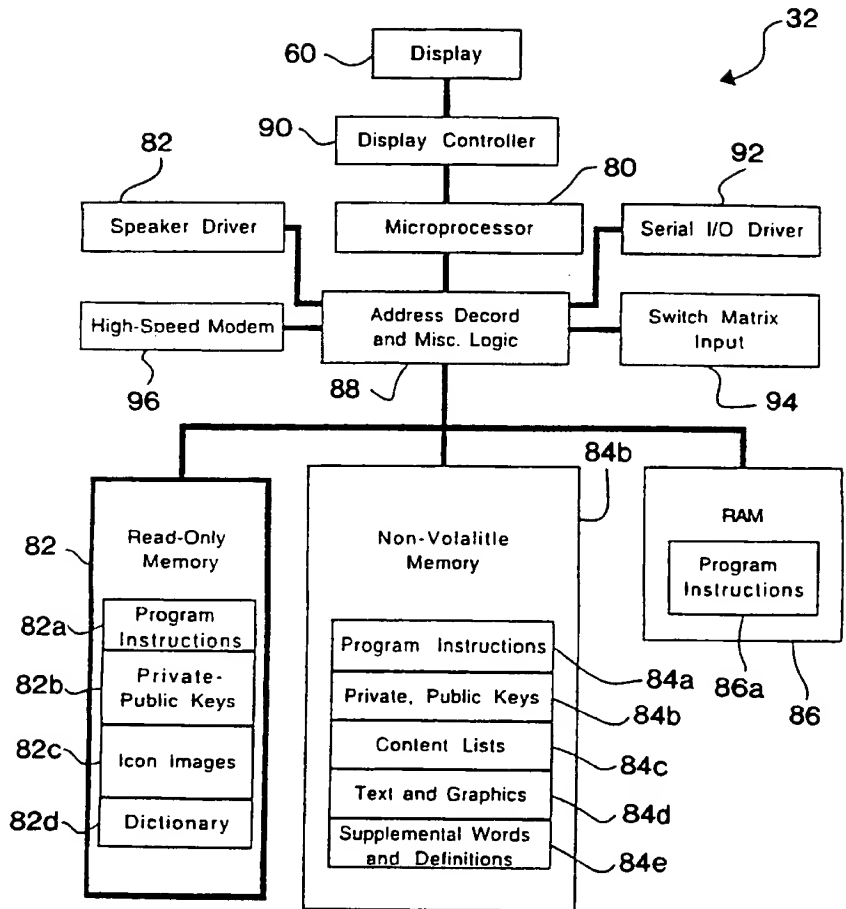 32
60
Display
90
Display Controller
82
80
92
Speaker Driver
Microprocessor
Serial I/O Driver
High-Speed Modem
Address Decord
and Misc. Logic
Switch Matrix
Input
96
88
94
84b
82
Read-Only
Memory
Non-Volalitle
Memory
RAM
Program
Instructions
86a
86
82a
Program
Instructions
82b
Private-
Public Keys
82c
Icon Images
82d
Dictionary
Program Instructions
84a
Private, Public Keys
84b
Content Lists
84c
Text and Graphics
84d
Supplemental Words
and Definitions
84e